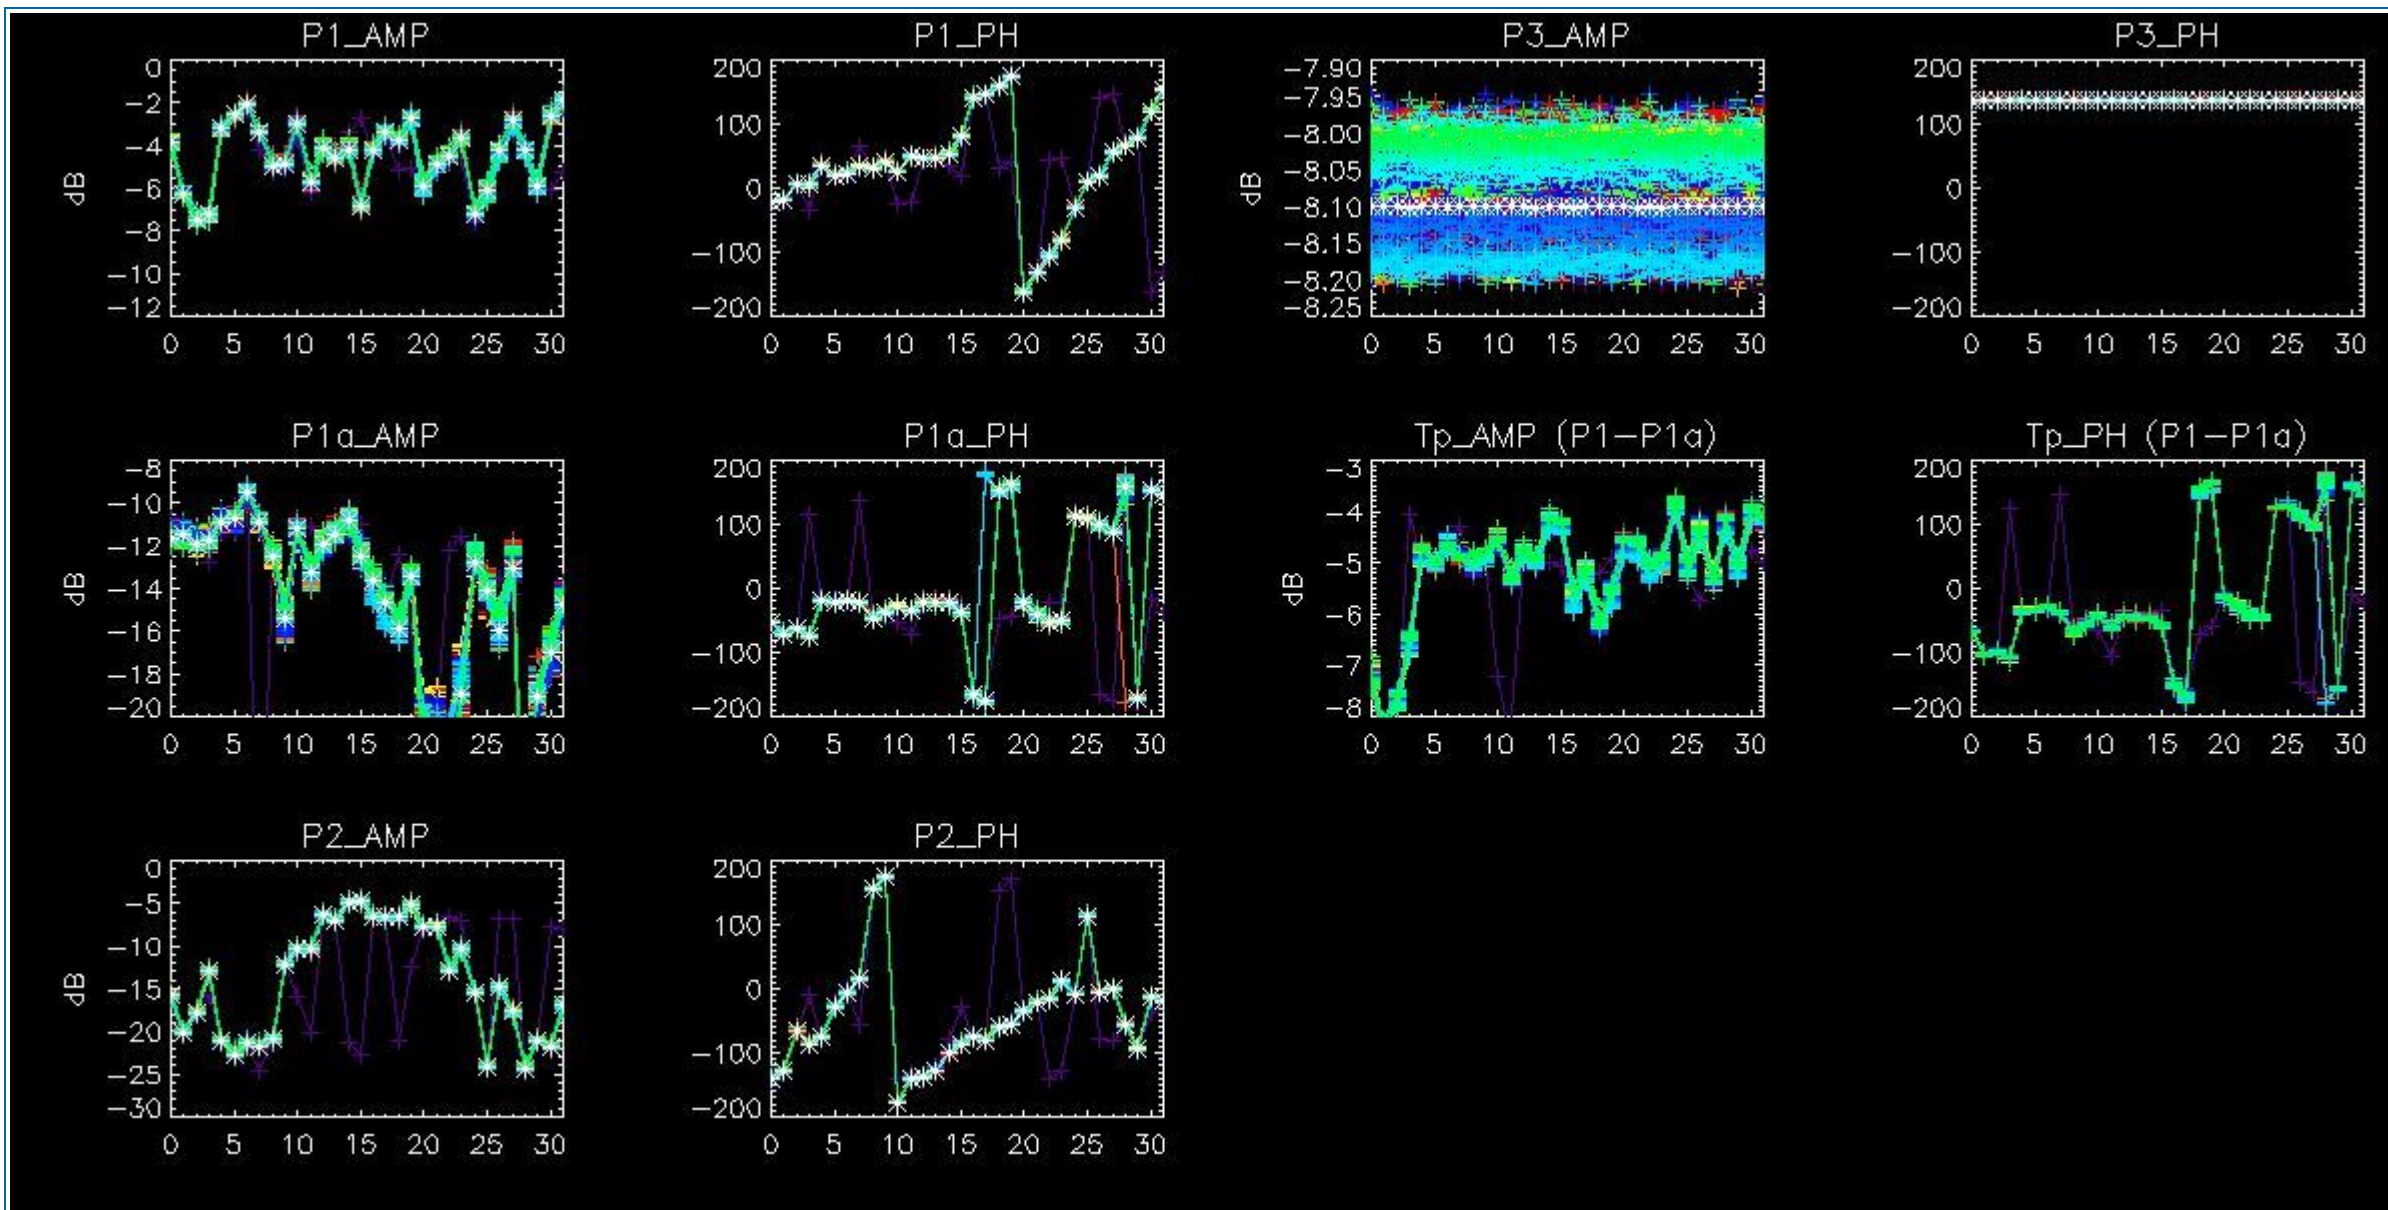 P1_AMP
0
−2
−4
−6
−8
−10
−12
dB
0 5 10 15 20 25 30
P1_PH
200
100
0
−100
−200
0 5 10 15 20 25 30
P3_AMP
−7.90
−7.95
−8.00
−8.05
−8.10
−8.15
−8.20
−8.25
dB
0 5 10 15 20 25 30
P3_PH
200
100
0
−100
−200
0 5 10 15 20 25 30
P1a_AMP
−8
−10
−12
−14
−16
−18
−20
dB
0 5 10 15 20 25 30
P1a_PH
200
100
0
−100
−200
0 5 10 15 20 25 30
Tp_AMP (P1−P1a)
−3
−4
−5
−6
−7
−8
dB
0 5 10 15 20 25 30
Tp_PH (P1−P1a)
200
100
0
−100
−200
0 5 10 15 20 25 30
P2_AMP
0
−5
−10
−15
−20
−25
−30
dB
0 5 10 15 20 25 30
P2_PH
200
100
0
−100
−200
0 5 10 15 20 25 30